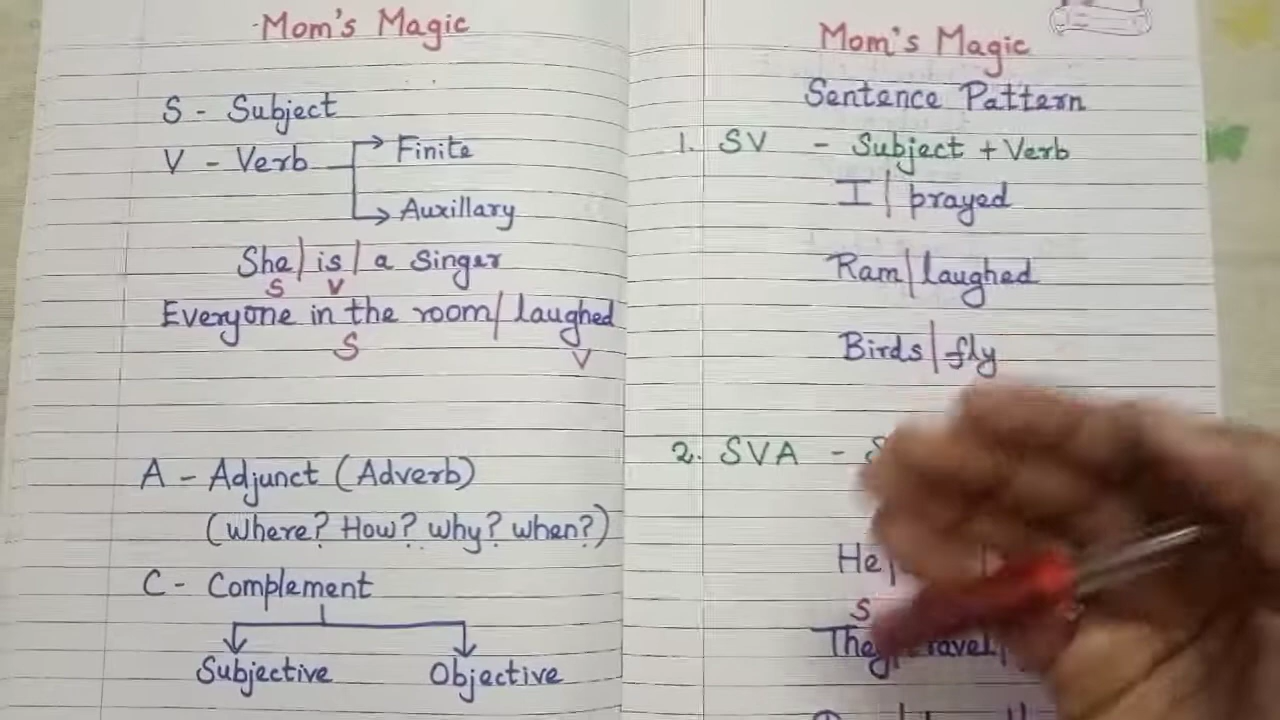 Mom's Magic
S - Subject
V - Verb
Finite
Auxillary
She | is | a Singer
S V
Everyone in the room | laughed
S V
A - Adjunct (Adverb)
(Where? How? why? when?)
C - Complement
Subjective Objective
Mom's Magic
Sentence Pattern
1. SV - Subject + Verb
I | prayed
Ram | laughed
Birds | fly
2. SVA -
He |
S
They